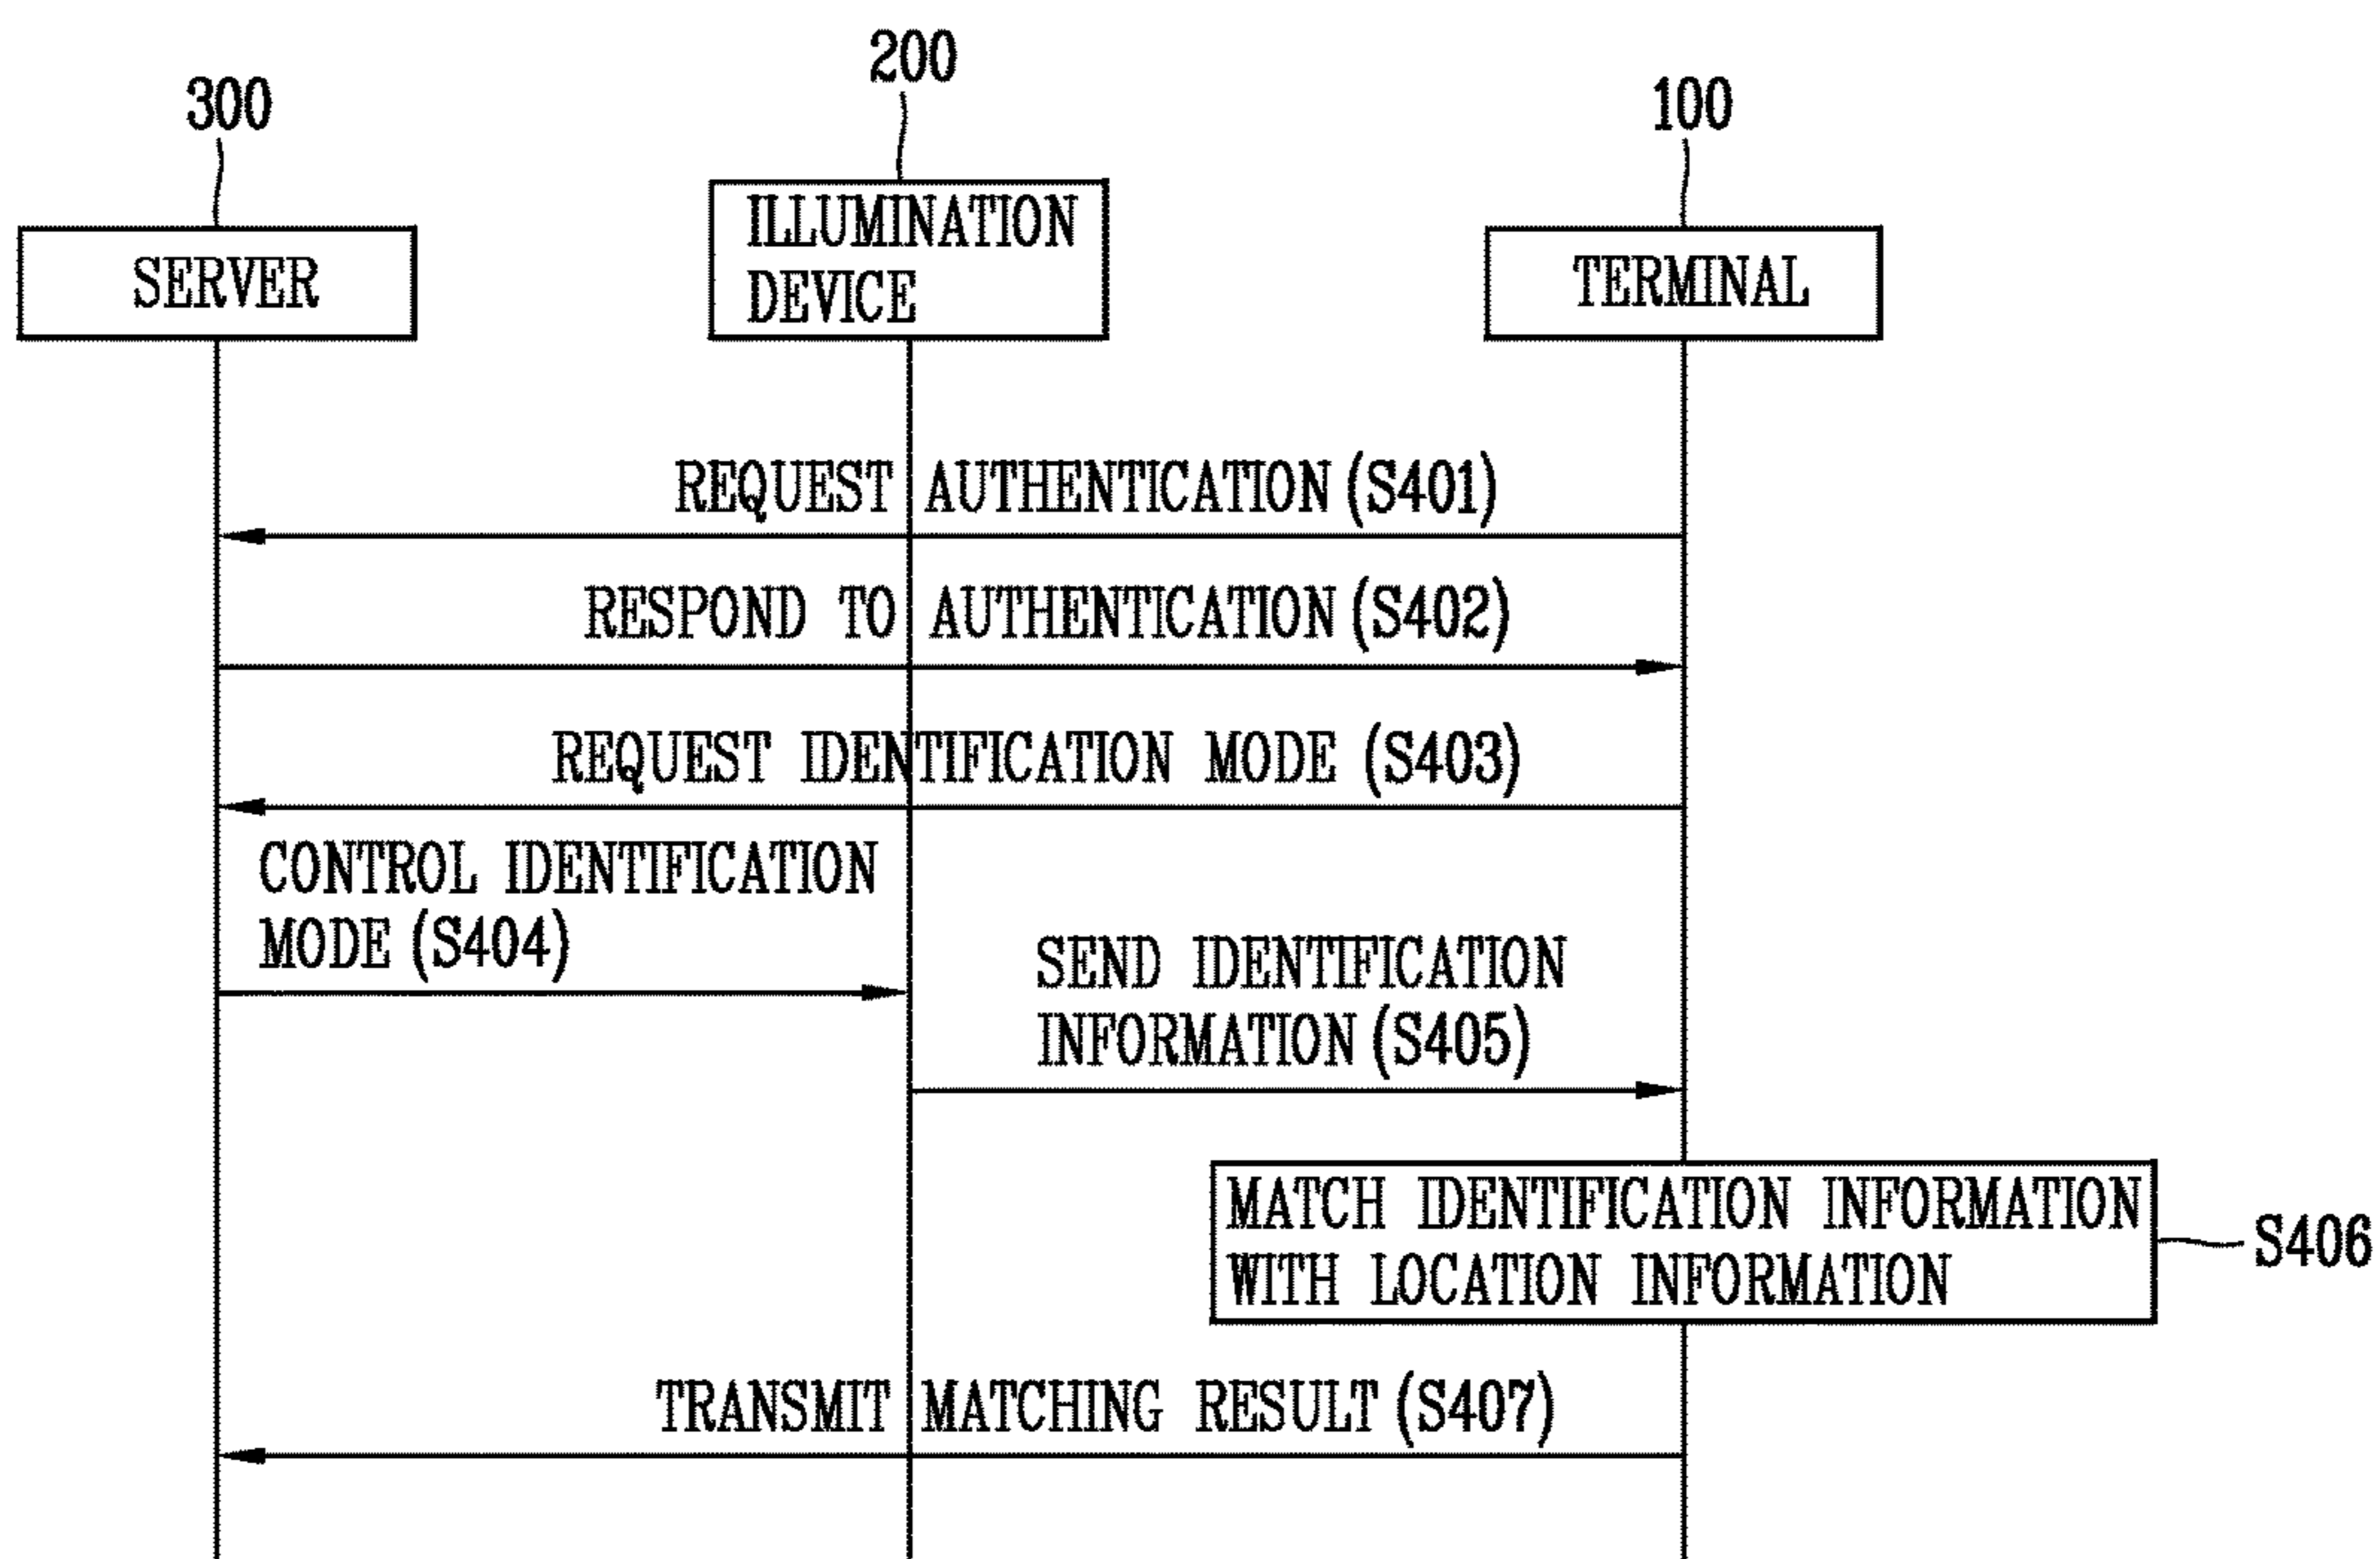 200
300
100
ILLUMINATION
DEVICE
SERVER
TERMINAL
REQUEST AUTHENTICATION (S401)
RESPOND TO AUTHENTICATION (S402)
REQUEST IDENTIFICATION MODE (S403)
CONTROL IDENTIFICATION
MODE (S404)
SEND IDENTIFICATION
INFORMATION (S405)
MATCH IDENTIFICATION INFORMATION
WITH LOCATION INFORMATION
S406
TRANSMIT MATCHING RESULT (S407)